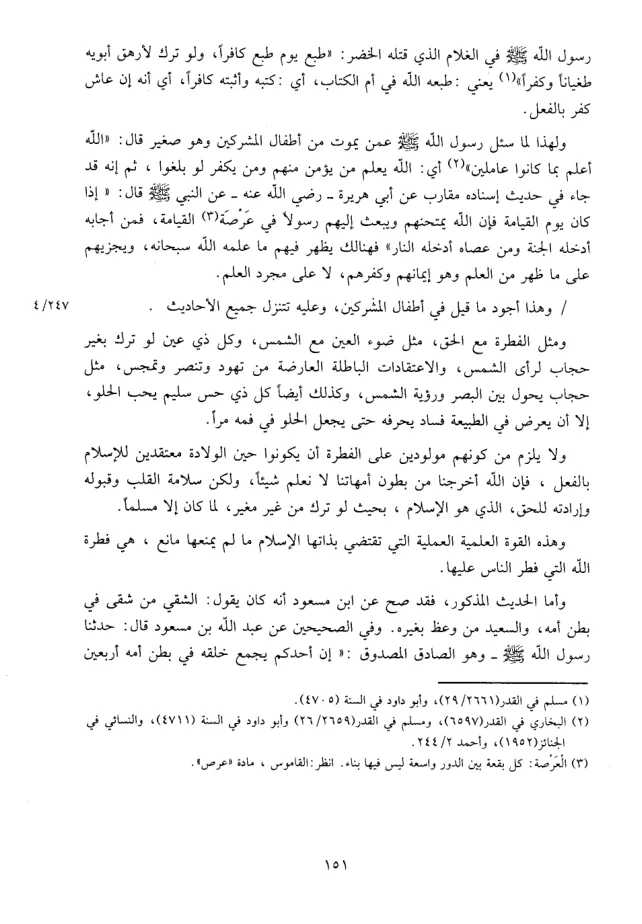 رسول الله ﷺ في الغلام الذي قتله الخضر: «طبع يوم طبع كافراً، ولو ترك لأرهق أبويه
طغياناً وكفراً»(١) يعني :طبعه الله في أم الكتاب، أي :كتبه وأثبته كافراً، أي أنه إن عاش
كفر بالفعل.
ولهذا لما سئل رسول الله ﷺ عمن يموت من أطفال المشركين وهو صغير قال: «الله
أعلم بما كانوا عاملين»(٢) أي: الله يعلم من يؤمن منهم ومن يكفر لو بلغوا ، ثم إنه قد
جاء في حديث إسناده مقارب عن أبي هريرة ـ رضي الله عنه ـ عن النبي ﷺ قال: « إذا
كان يوم القيامة فإن الله يمتحنهم ويبعث إليهم رسولاً في عَرْصَة(٣) القيامة، فمن أجابه
أدخله الجنة ومن عصاه أدخله النار» فهنالك يظهر فيهم ما علمه الله سبحانه، ويجزيهم
على ما ظهر من العلم وهو إيمانهم وكفرهم، لا على مجرد العلم.
/ وهذا أجود ما قيل في أطفال المشركين، وعليه تتنزل جميع الأحاديث .
٤/٢٤٧
ومثل الفطرة مع الحق، مثل ضوء العين مع الشمس، وكل ذي عين لو ترك بغير
حجاب لرأى الشمس، والاعتقادات الباطلة العارضة من تهود وتنصر وتمجس، مثل
حجاب يحول بين البصر ورؤية الشمس، وكذلك أيضاً كل ذي حس سليم يحب الحلو،
إلا أن يعرض في الطبيعة فساد يحرفه حتى يجعل الحلو في فمه مراً.
ولا يلزم من كونهم مولودين على الفطرة أن يكونوا حين الولادة معتقدين للإسلام
بالفعل ، فإن الله أخرجنا من بطون أمهاتنا لا نعلم شيئاً، ولكن سلامة القلب وقبوله
وإرادته للحق، الذي هو الإسلام ، بحيث لو ترك من غير مغير، لما كان إلا مسلماً.
وهذه القوة العلمية العملية التي تقتضي بذاتها الإسلام ما لم يمنعها مانع ، هي فطرة
الله التي فطر الناس عليها.
وأما الحديث المذكور، فقد صح عن ابن مسعود أنه كان يقول: الشقي من شقى في
بطن أمه، والسعيد من وعظ بغيره. وفي الصحيحين عن عبد الله بن مسعود قال: حدثنا
رسول الله ﷺ ـ وهو الصادق المصدوق :« إن أحدكم يجمع خلقه في بطن أمه أربعين
(١) مسلم في القدر(٢٩/٢٦٦١)، وأبو داود في السنة (٤٧٠٥).
(٢) البخاري في القدر(٦٥٩٧)، ومسلم في القدر(٢٦/٢٦٥٩) وأبو داود في السنة (٤٧١١)، والنسائي في
الجنائز(١٩٥٢)، وأحمد ٢/ ٢٤٤.
(٣) الْعَرْصة: كل بقعة بين الدور واسعة ليس فيها بناء. انظر:القاموس ، مادة «عرص».
١٥١